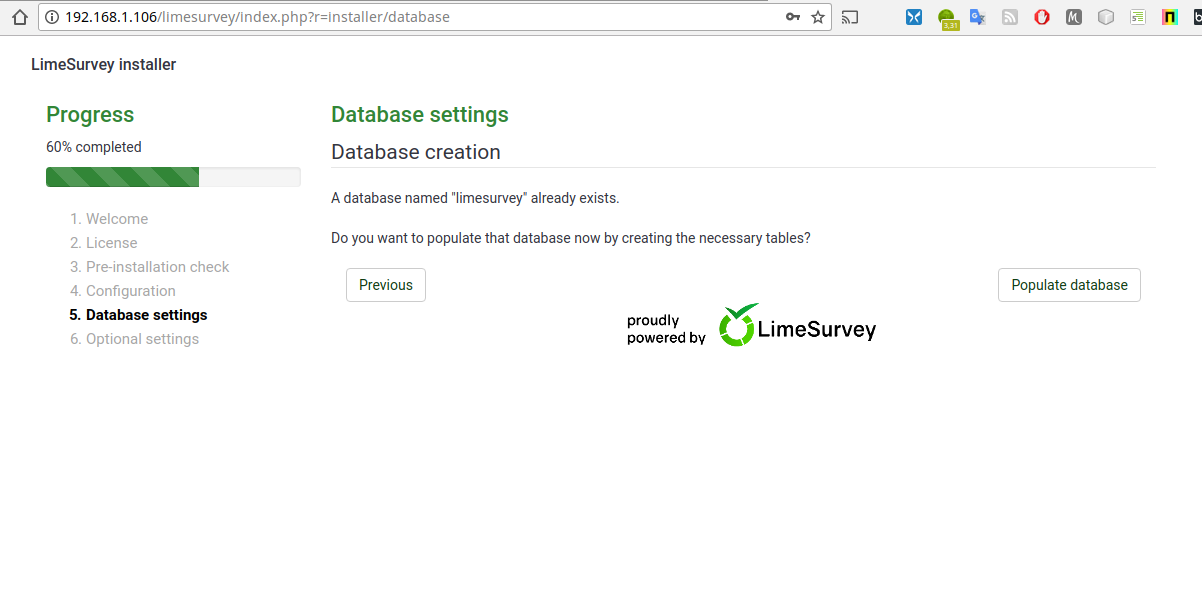 192.168.1.106/limesurvey/index.php?r=installer/database
3,31
LimeSurvey installer
Progress
60% completed
1. Welcome
2. License
3. Pre-installation check
4. Configuration
5. Database settings
6. Optional settings
Database settings
Database creation
A database named "limesurvey" already exists.
Do you want to populate that database now by creating the necessary tables?
Previous
Populate database
proudly
powered by
LimeSurvey